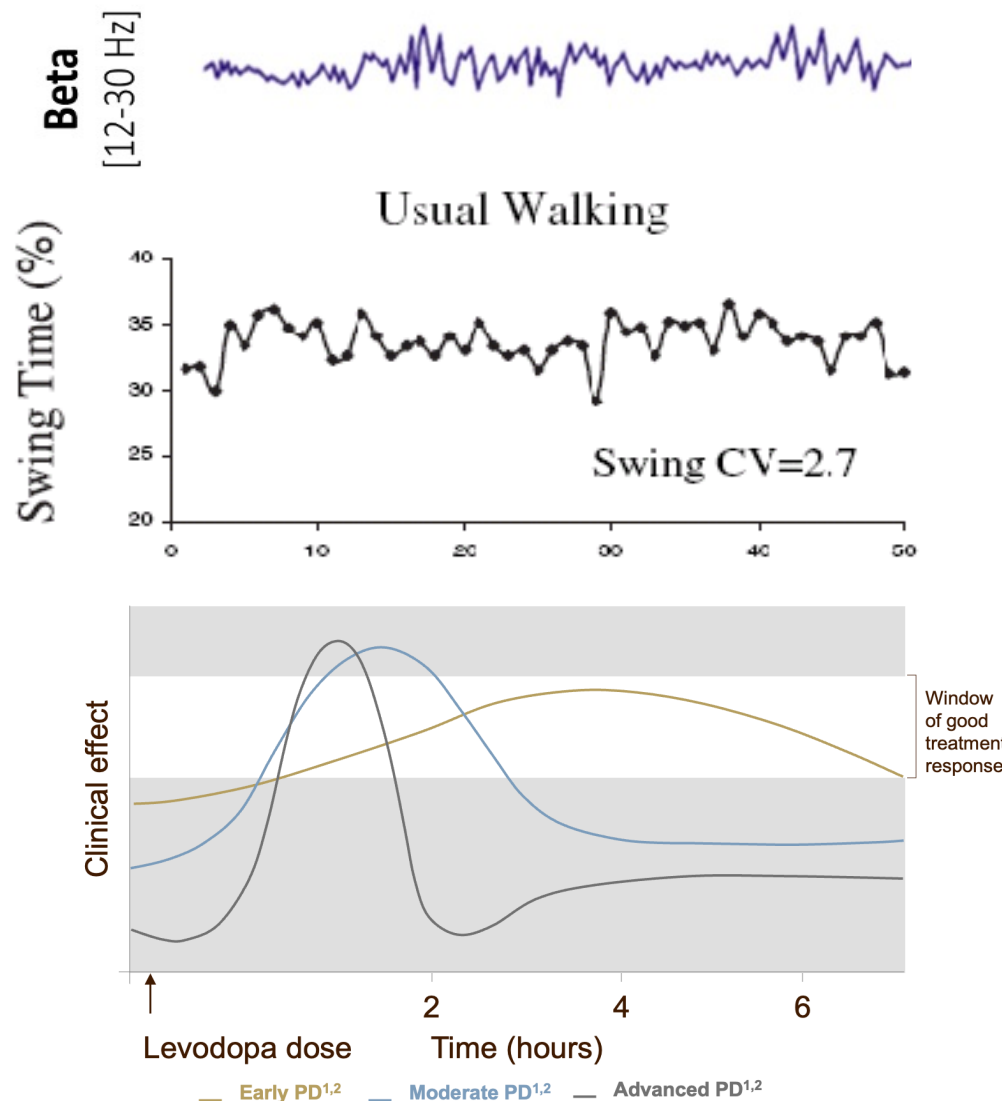 Beta
[12-30 Hz]
Usual Walking
Swing Time (%)
40
35
30
25
20
Swing CV=2.7
0
10
20
30
40
50
Clinical effect
Window
of good
treatment
response
2
4
6
Levodopa dose
Time (hours)
Early PD1,2
Moderate PD1,2
Advanced PD1,2